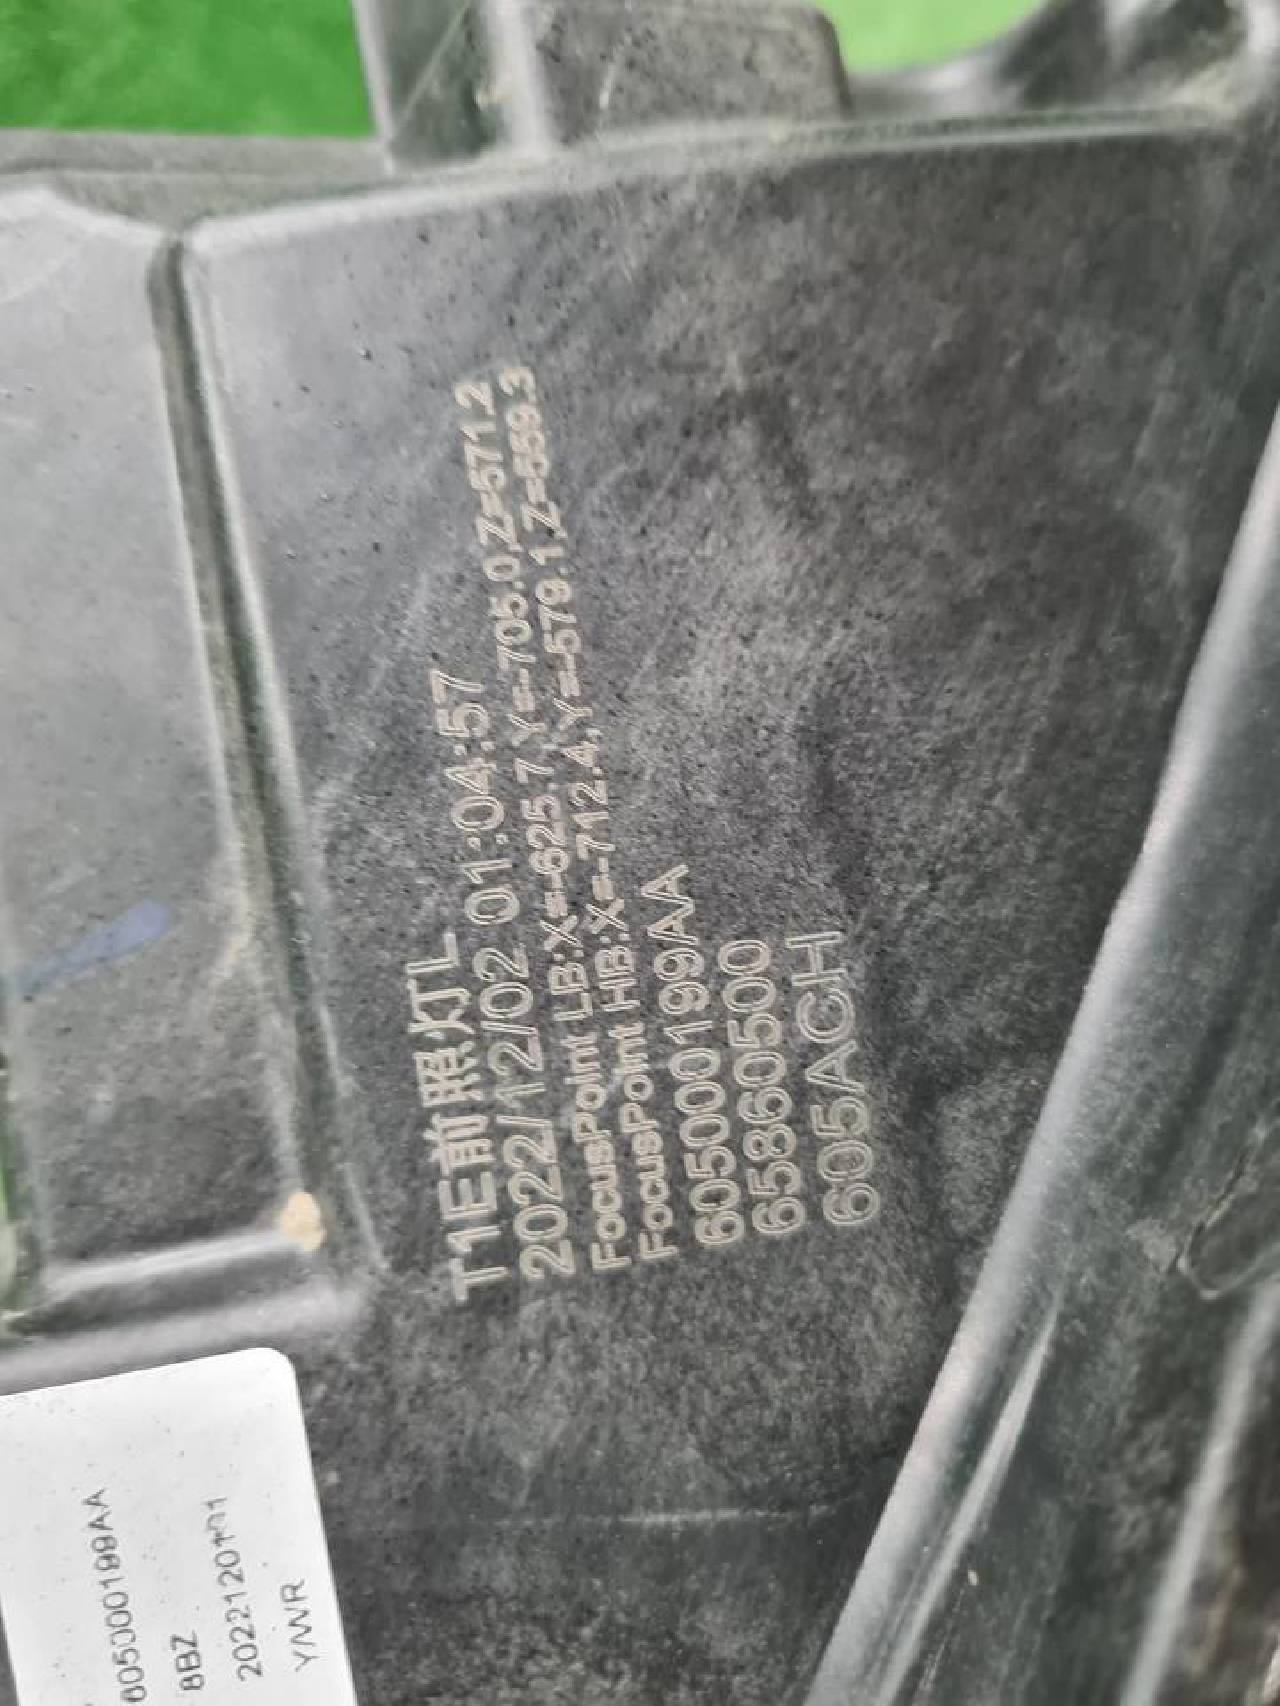 T1E前照灯L
2022/12/02 01:04:57
FocusPoint LB:X=-625.7,Y=-705.0,Z=571.2
FocusPoint HB:X=-712.4,Y=-579.1,Z=559.3
605000199AA
65860500
605ACH
605000199AA
8BZ
YWR